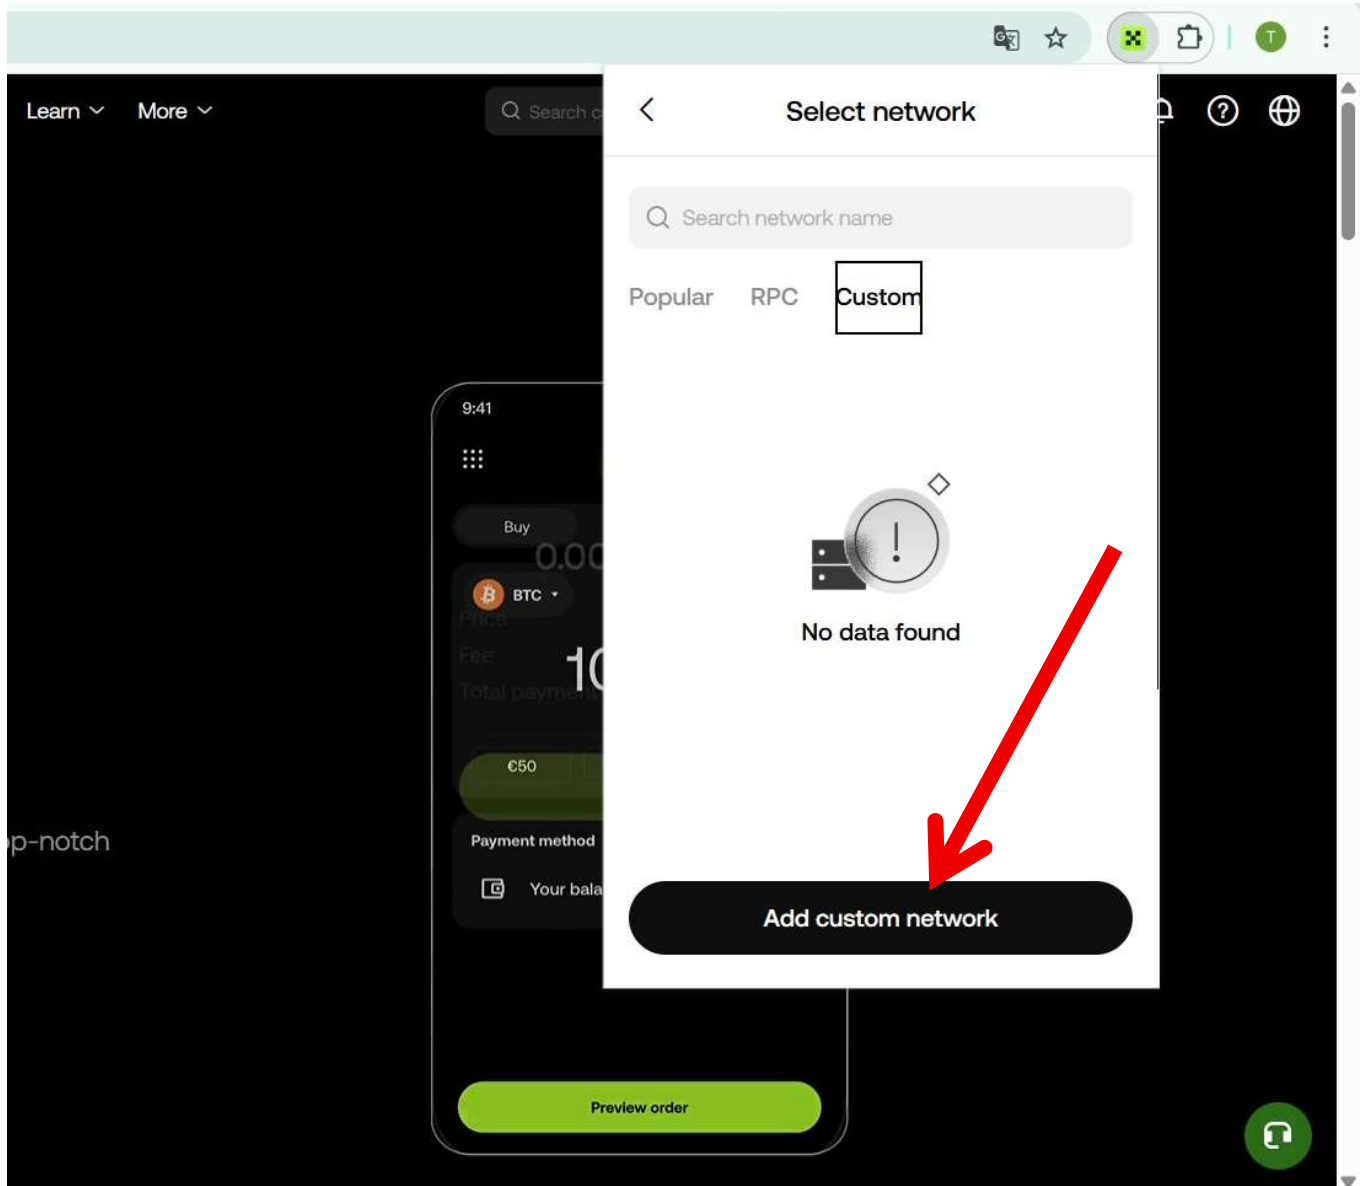 T
Learn
More
Search c
Select network
Search network name
Popular
RPC
Custom
9:41
Buy
0.00
BTC
Price
Fee
10
Total payment
No data found
€50
Payment method
Your bala
op-notch
Add custom network
Preview order